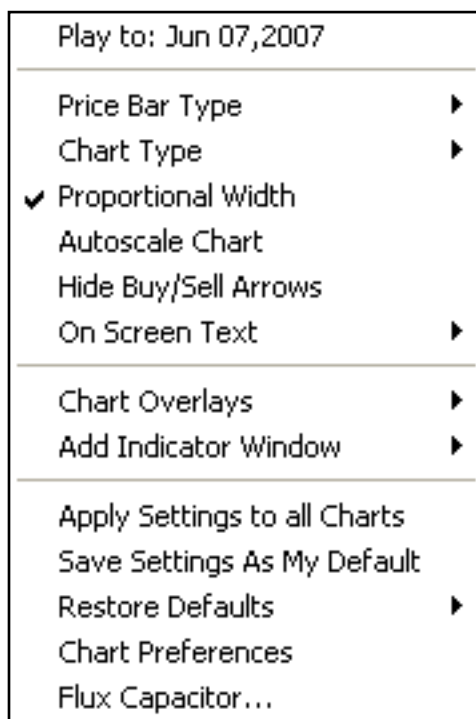 Play to: Jun 07,2007
Price Bar Type
Chart Type
Proportional Width
Autoscale Chart
Hide Buy/Sell Arrows
On Screen Text
Chart Overlays
Add Indicator Window
Apply Settings to all Charts
Save Settings As My Default
Restore Defaults
Chart Preferences
Flux Capacitor...